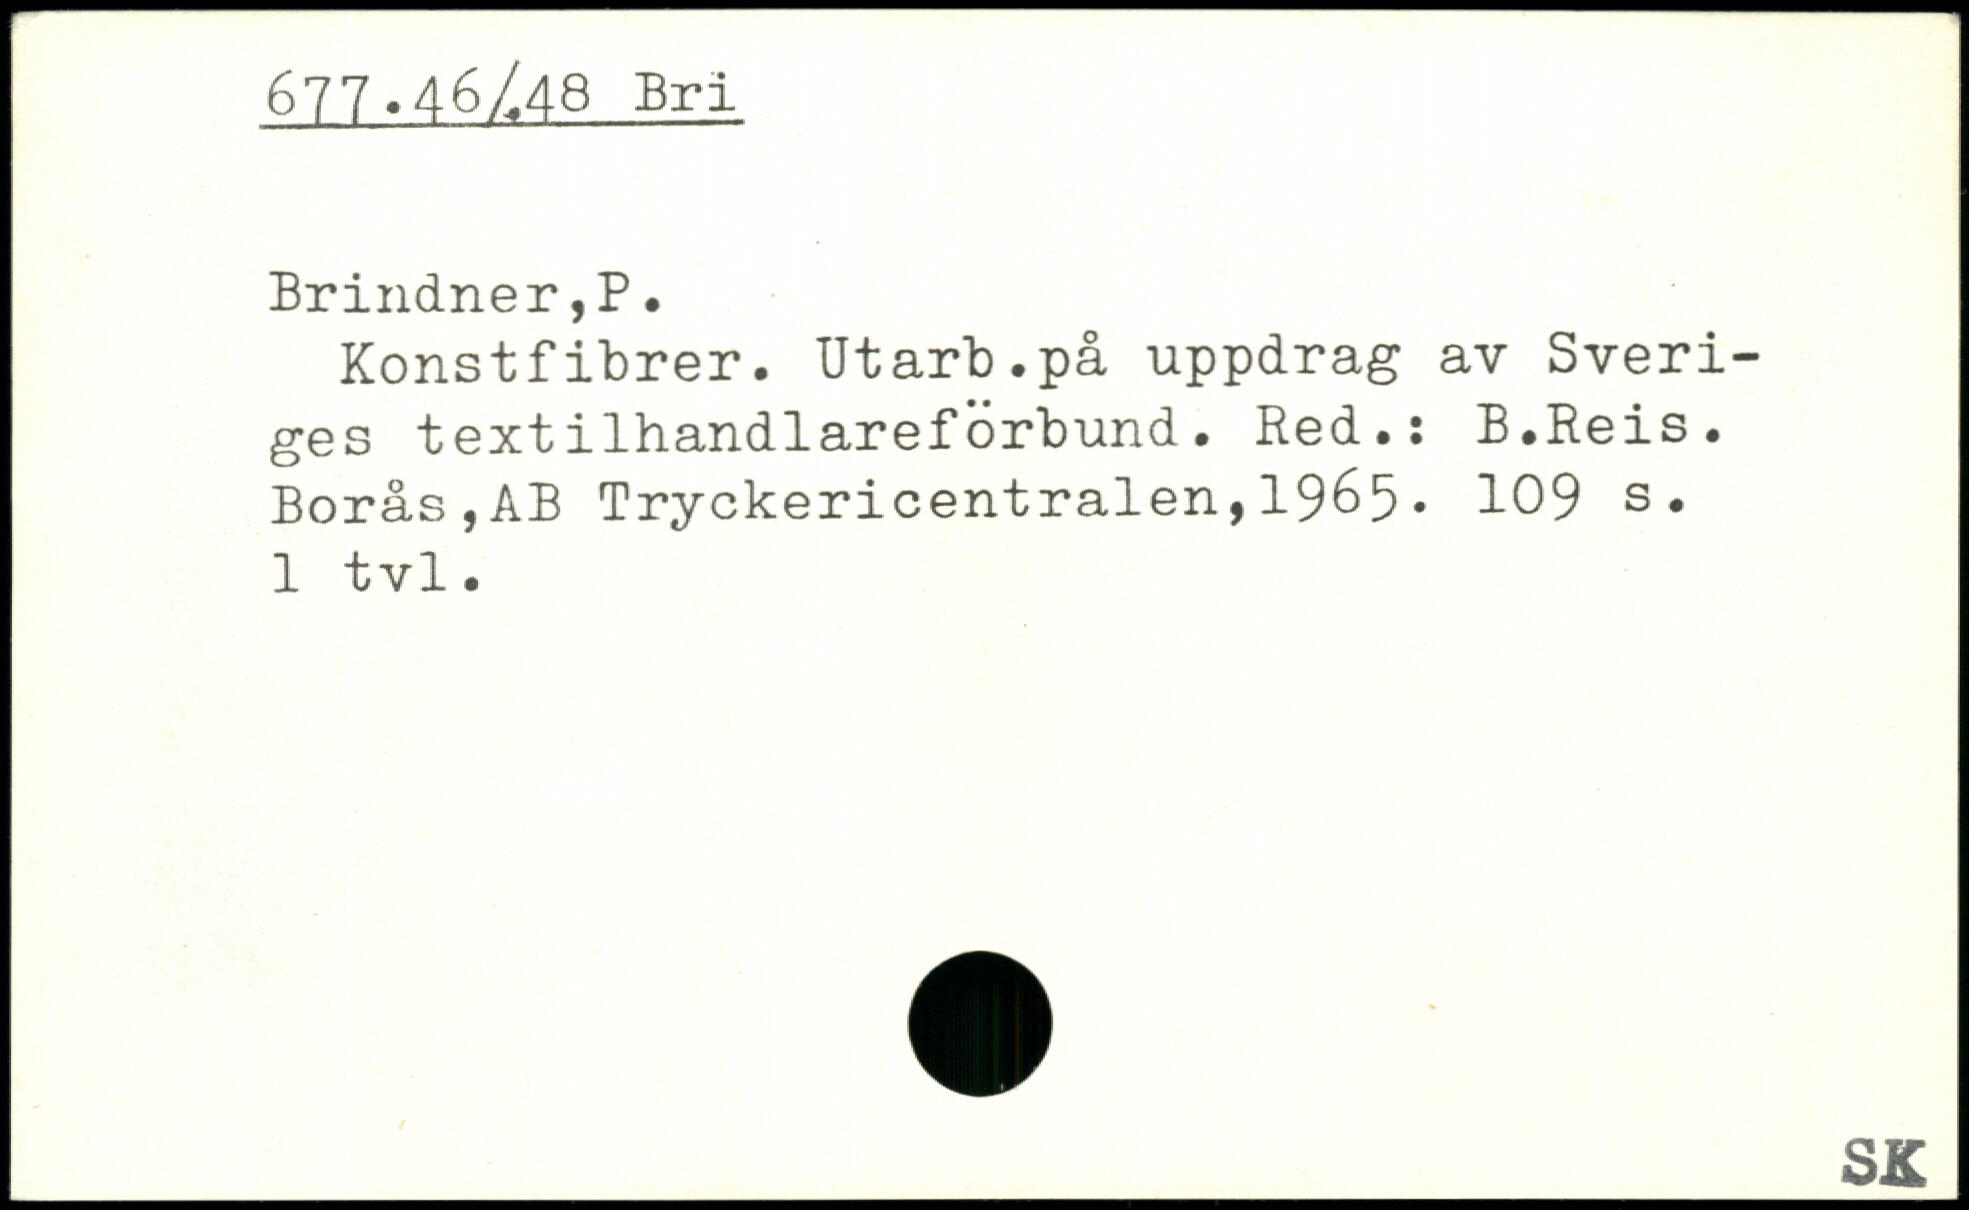 677.46/.48 Bri
Brindner,P.
Konstfibrer. Utarb.på uppdrag av Sveri-
ges textilhandlareförbund. Red.: B.Reis.
Borås,AB Tryckericentralen,1965. 109 s.
1 tvl.
SK